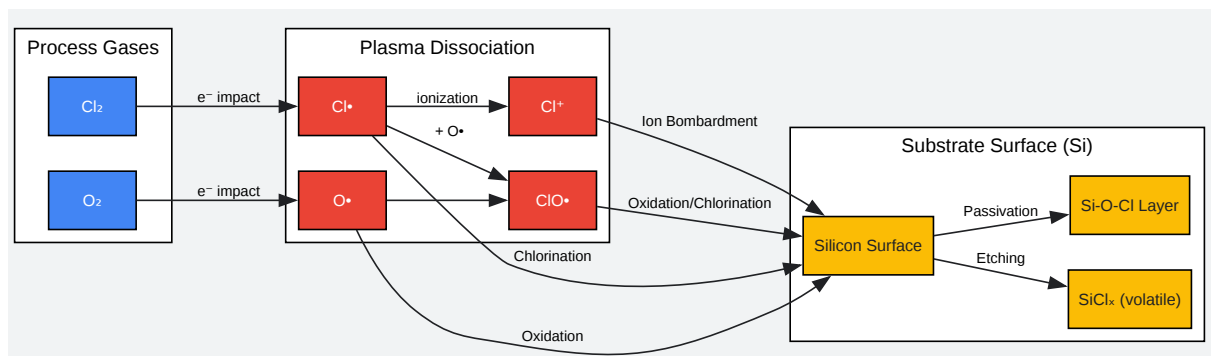 Process Gases
Plasma Dissociation
Cl₂
e⁻ impact
Cl•
ionization
Cl⁺
+ O•
Ion Bombardment
Substrate Surface (Si)
O₂
e⁻ impact
O•
ClO•
Oxidation/Chlorination
Silicon Surface
Passivation
Si-O-Cl Layer
Chlorination
Etching
SiClₓ (volatile)
Oxidation